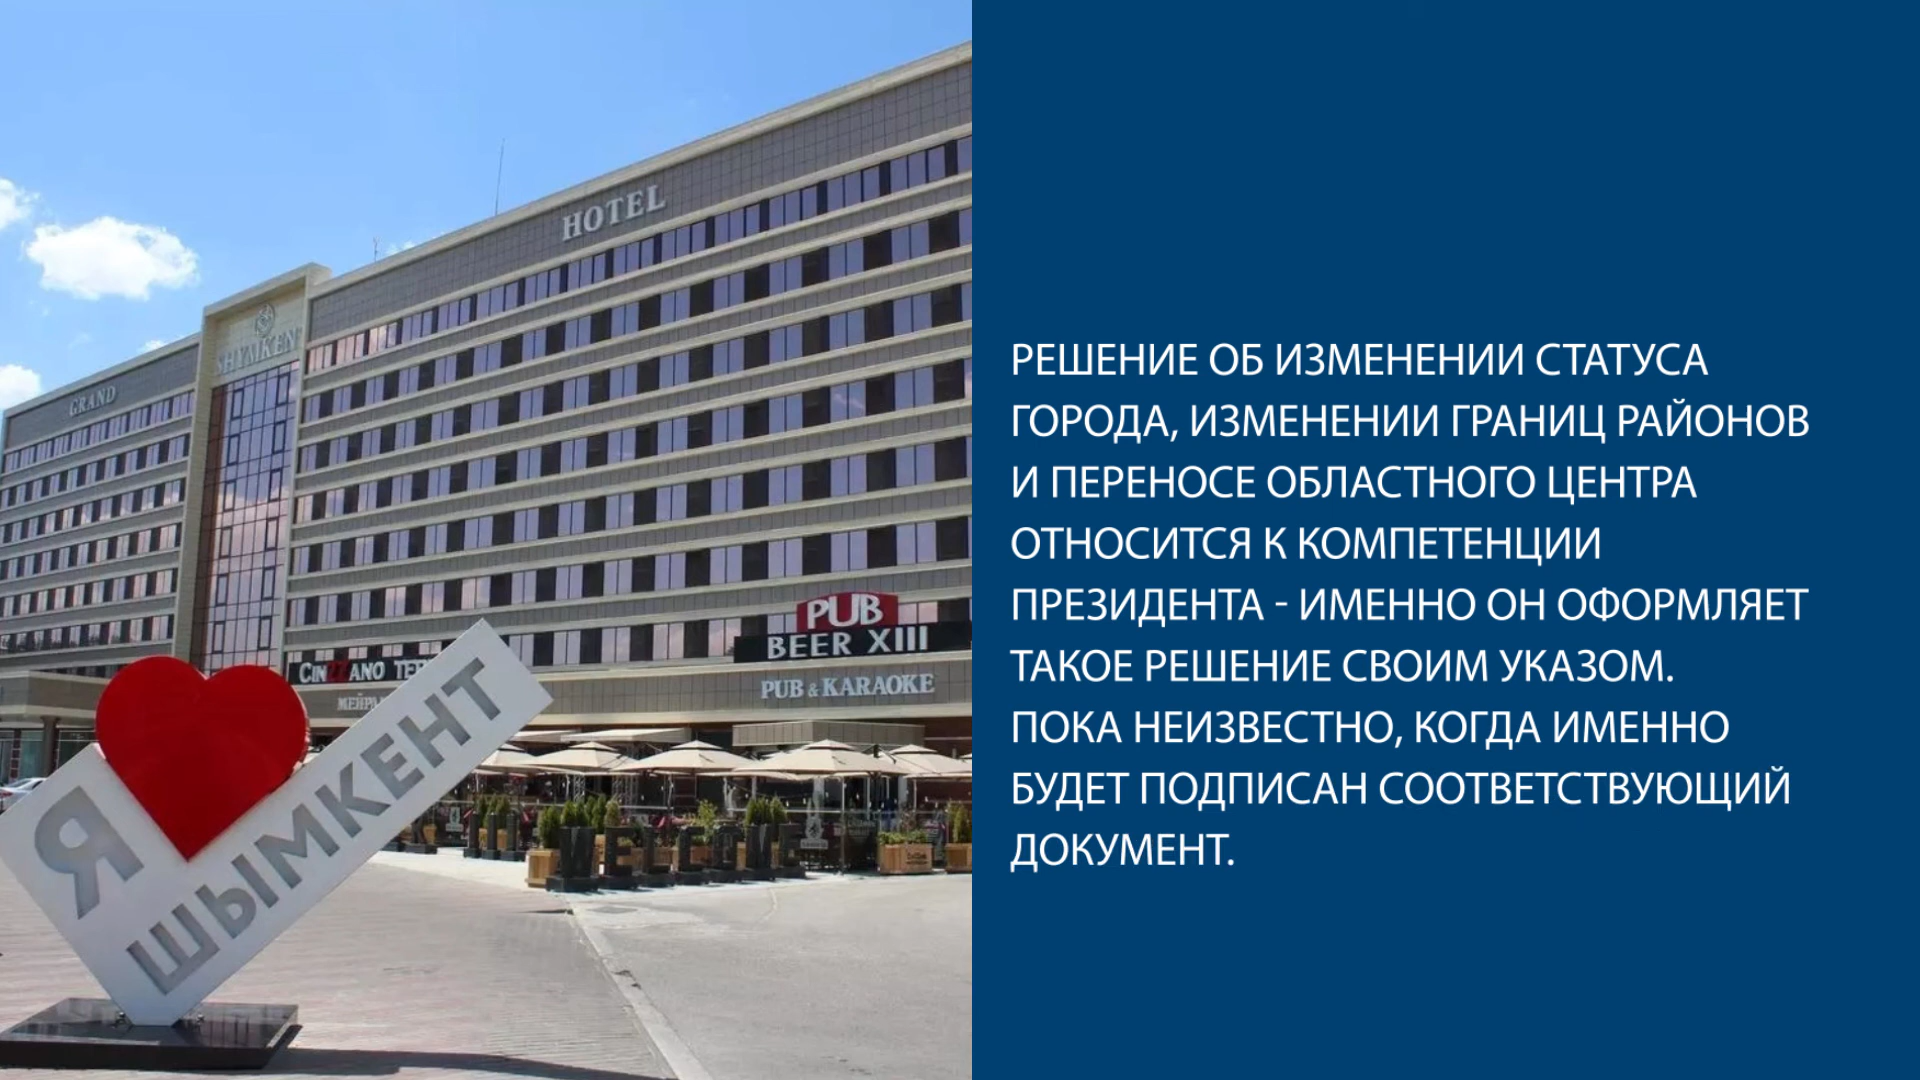 HOTEL
SHYMKENT
GRAND
PUB
BEER XIII
PUB & KARAOKE
Я
ШЫМКЕНТ
WELCOME
РЕШЕНИЕ ОБ ИЗМЕНЕНИИ СТАТУСА
ГОРОДА, ИЗМЕНЕНИИ ГРАНИЦ РАЙОНОВ
И ПЕРЕНОСЕ ОБЛАСТНОГО ЦЕНТРА
ОТНОСИТСЯ К КОМПЕТЕНЦИИ
ПРЕЗИДЕНТА - ИМЕННО ОН ОФОРМЛЯЕТ
ТАКОЕ РЕШЕНИЕ СВОИМ УКАЗОМ.
ПОКА НЕИЗВЕСТНО, КОГДА ИМЕННО
БУДЕТ ПОДПИСАН СООТВЕТСТВУЮЩИЙ
ДОКУМЕНТ.